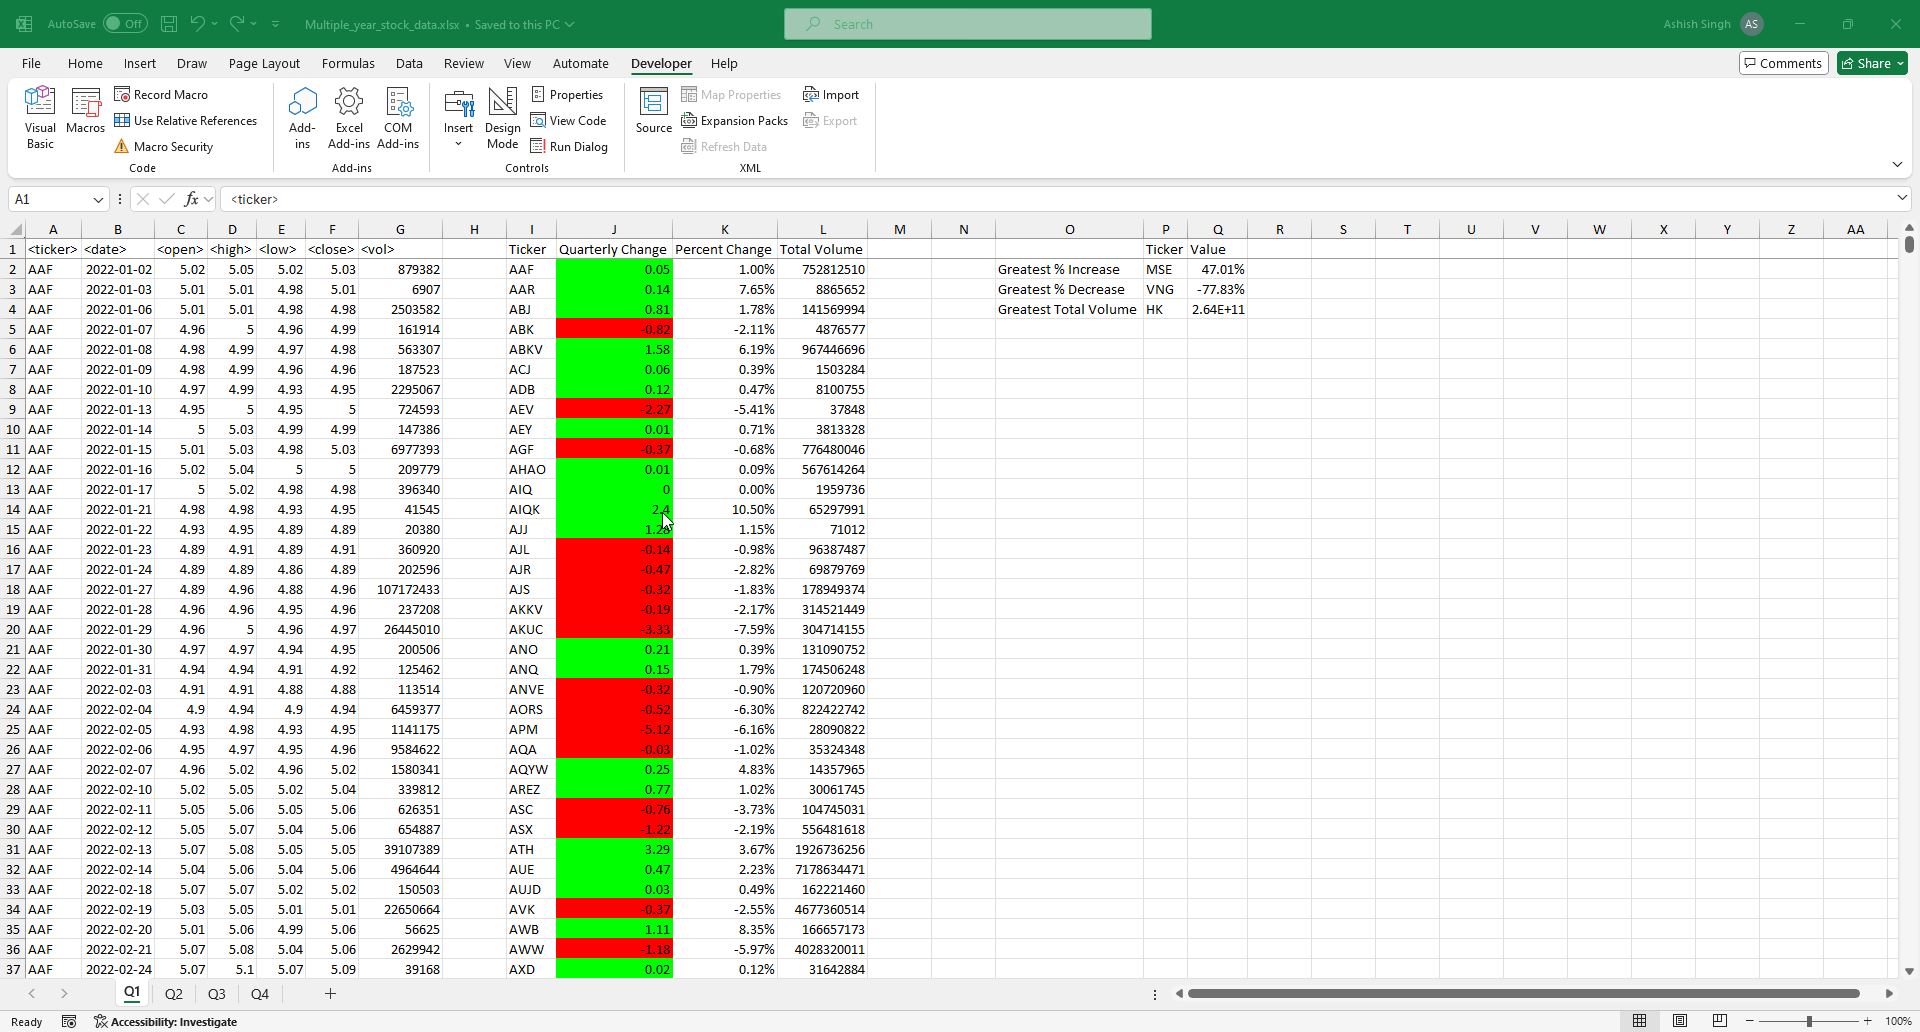 AutoSave Off Multiple_year_stock_data.xlsx • Saved to this PC Search Ashish Singh AS
File Home Insert Draw Page Layout Formulas Data Review View Automate Developer Help Comments Share
Visual Basic Macros Record Macro Use Relative References Macro Security Code
Add-ins Excel Add-ins COM Add-ins Add-ins
Insert Design Mode Properties View Code Run Dialog Controls
Source Map Properties Expansion Packs Refresh Data Import Export XML
A1 fx <ticker>
A B C D E F G H I J K L M N O P Q R S T U V W X Y Z AA
1 <ticker> <date> <open> <high> <low> <close> <vol> Ticker Quarterly Change Percent Change Total Volume Ticker Value
2 AAF 2022-01-02 5.02 5.05 5.02 5.03 879382 AAF 0.05 1.00% 752812510 Greatest % Increase MSE 47.01%
3 AAF 2022-01-03 5.01 5.01 4.98 5.01 6907 AAR 0.14 7.65% 8865652 Greatest % Decrease VNG -77.83%
4 AAF 2022-01-06 5.01 5.01 4.98 4.98 2503582 ABJ 0.81 1.78% 141569994 Greatest Total Volume HK 2.64E+11
5 AAF 2022-01-07 4.96 5 4.96 4.99 161914 ABK -0.82 -2.11% 4876577
6 AAF 2022-01-08 4.98 4.99 4.97 4.98 563307 ABKV 1.58 6.19% 967446696
7 AAF 2022-01-09 4.98 4.99 4.96 4.96 187523 ACJ 0.06 0.39% 1503284
8 AAF 2022-01-10 4.97 4.99 4.93 4.95 2295067 ADB 0.12 0.47% 8100755
9 AAF 2022-01-13 4.95 5 4.95 5 724593 AEV -2.27 -5.41% 37848
10 AAF 2022-01-14 5 5.03 4.99 4.99 147386 AEY 0.01 0.71% 3813328
11 AAF 2022-01-15 5.01 5.03 4.98 5.03 6977393 AGF -0.37 -0.68% 776480046
12 AAF 2022-01-16 5.02 5.04 5 5 209779 AHAO 0.01 0.09% 567614264
13 AAF 2022-01-17 5 5.02 4.98 4.98 396340 AIQ 0 0.00% 1959736
14 AAF 2022-01-21 4.98 4.98 4.93 4.95 41545 AIQK 2.4 10.50% 65297991
15 AAF 2022-01-22 4.93 4.95 4.89 4.89 20380 AJJ 1.15% 71012
16 AAF 2022-01-23 4.89 4.91 4.89 4.91 360920 AJL -0.14 -0.98% 96387487
17 AAF 2022-01-24 4.89 4.89 4.86 4.89 202596 AJR -0.47 -2.82% 69879769
18 AAF 2022-01-27 4.89 4.96 4.88 4.96 107172433 AJS -0.32 -1.83% 178949374
19 AAF 2022-01-28 4.96 4.96 4.95 4.96 237208 AKKV -0.19 -2.17% 314521449
20 AAF 2022-01-29 4.96 5 4.96 4.97 26445010 AKUC -3.33 -7.59% 304714155
21 AAF 2022-01-30 4.97 4.97 4.94 4.95 200506 ANO 0.21 0.39% 131090752
22 AAF 2022-01-31 4.94 4.94 4.91 4.92 125462 ANQ 0.15 1.79% 174506248
23 AAF 2022-02-03 4.91 4.91 4.88 4.88 113514 ANVE -0.32 -0.90% 120720960
24 AAF 2022-02-04 4.9 4.94 4.9 4.94 6459377 AORS -0.52 -6.30% 822422742
25 AAF 2022-02-05 4.93 4.98 4.93 4.95 1141175 APM -5.12 -6.16% 28090822
26 AAF 2022-02-06 4.95 4.97 4.95 4.96 9584622 AQA -0.03 -1.02% 35324348
27 AAF 2022-02-07 4.96 5.02 4.96 5.02 1580341 AQYW 0.25 4.83% 14357965
28 AAF 2022-02-10 5.02 5.05 5.02 5.04 339812 AREZ 0.77 1.02% 30061745
29 AAF 2022-02-11 5.05 5.06 5.05 5.06 626351 ASC -0.76 -3.73% 104745031
30 AAF 2022-02-12 5.05 5.07 5.04 5.06 654887 ASX -1.22 -2.19% 556481618
31 AAF 2022-02-13 5.07 5.08 5.05 5.05 39107389 ATH 3.29 3.67% 1926736256
32 AAF 2022-02-14 5.04 5.06 5.04 5.06 4964644 AUE 0.47 2.23% 7178634471
33 AAF 2022-02-18 5.07 5.07 5.02 5.02 150503 AUJD 0.03 0.49% 162221460
34 AAF 2022-02-19 5.03 5.05 5.01 5.01 22650664 AVK -0.37 -2.55% 4677360514
35 AAF 2022-02-20 5.01 5.06 4.99 5.06 56625 AWB 1.11 8.35% 166657173
36 AAF 2022-02-21 5.07 5.08 5.04 5.06 2629942 AWW -1.18 -5.97% 4028320011
37 AAF 2022-02-24 5.07 5.1 5.07 5.09 39168 AXD 0.02 0.12% 31642884
Q1 Q2 Q3 Q4
Ready Accessibility: Investigate 100%